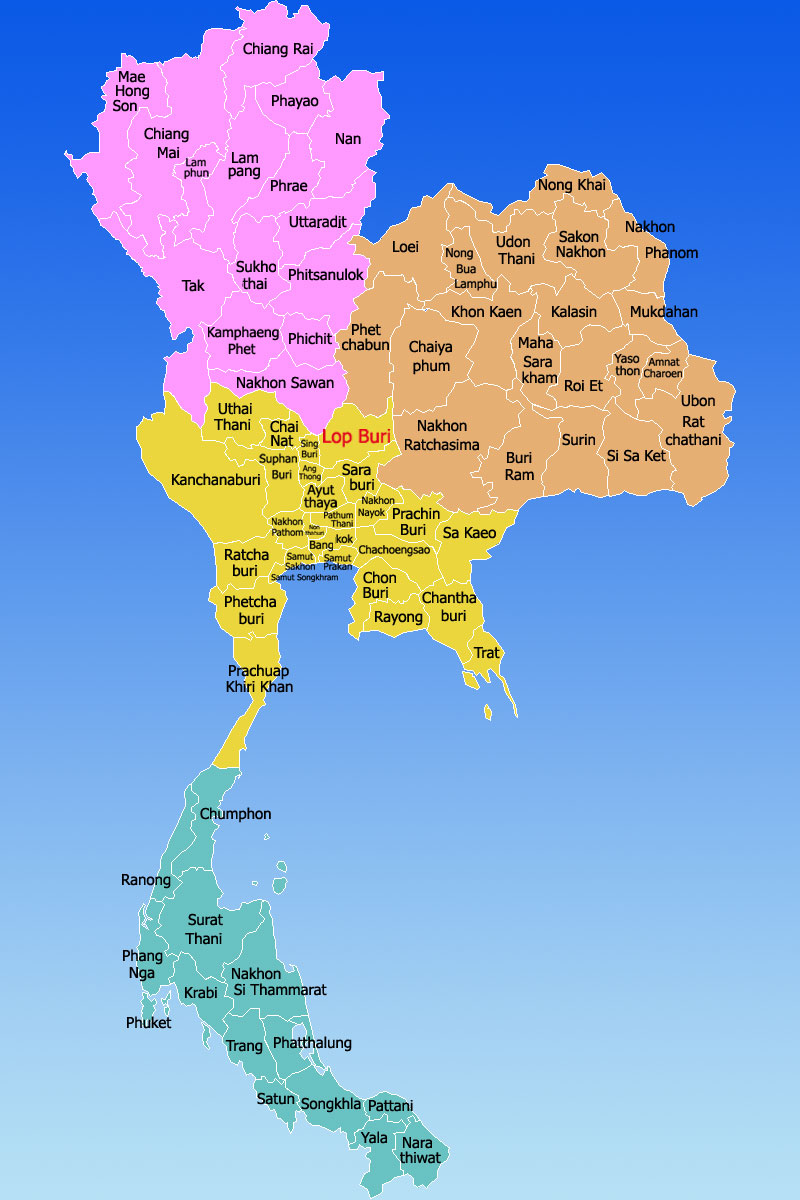 Chiang Rai
Mae
Hong
Son
Phayao
Chiang
Mai
Nan
Lam
phun
Lam
pang
Phrae
Uttaradit
Sukho
thai
Phitsanulok
Tak
Kamphaeng
Phet
Phichit
Nakhon Sawan
Nong Khai
Loei
Nong
Bua
Lamphu
Udon
Thani
Sakon
Nakhon
Nakhon
Phanom
Phet
chabun
Khon Kaen
Kalasin
Mukdahan
Chaiya
phum
Maha
Sara
kham
Roi Et
Yaso
thon
Amnat
Charoen
Ubon
Rat
chathani
Nakhon
Ratchasima
Buri
Ram
Surin
Si Sa Ket
Uthai
Thani
Chai
Nat
Sing
Buri
Lop Buri
Kanchanaburi
Suphan
Buri
Ang
Thong
Sara
buri
Ayut
thaya
Nakhon
Nayok
Prachin
Buri
Sa Kaeo
Nakhon
Pathom
Non
thaburi
Pathum
Thani
Bang kok
Chachoengsao
Ratcha
buri
Samut
Sakhon
Samut
Prakan
Samut Songkhram
Chon
Buri
Phetcha
buri
Rayong
Chantha
buri
Trat
Prachuap
Khiri Khan
Chumphon
Ranong
Surat
Thani
Phang
Nga
Nakhon
Si Thammarat
Krabi
Phuket
Trang
Phatthalung
Satun
Songkhla
Pattani
Yala
Nara
thiwat